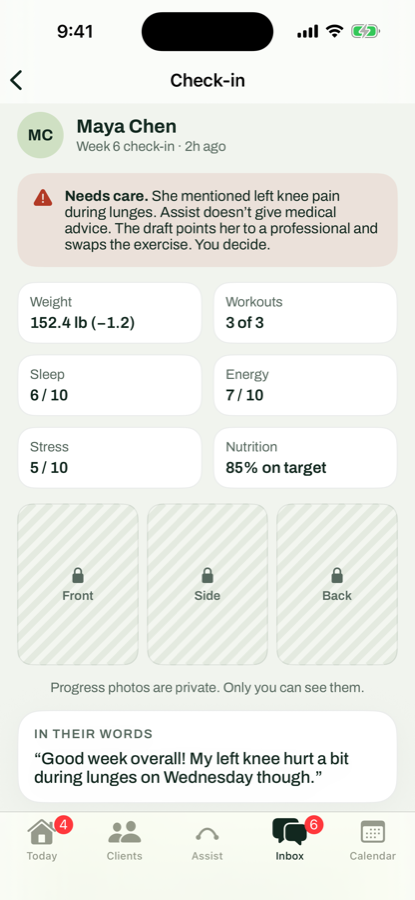 9:41
Check-in
MC
Maya Chen
Week 6 check-in · 2h ago
Needs care. She mentioned left knee pain
during lunges. Assist doesn’t give medical
advice. The draft points her to a professional and
swaps the exercise. You decide.
Weight
152.4 lb (−1.2)
Workouts
3 of 3
Sleep
6 / 10
Energy
7 / 10
Stress
5 / 10
Nutrition
85% on target
Front
Side
Back
Progress photos are private. Only you can see them.
IN THEIR WORDS
“Good week overall! My left knee hurt a bit
during lunges on Wednesday though.”
4
6
Today
Clients
Assist
Inbox
Calendar